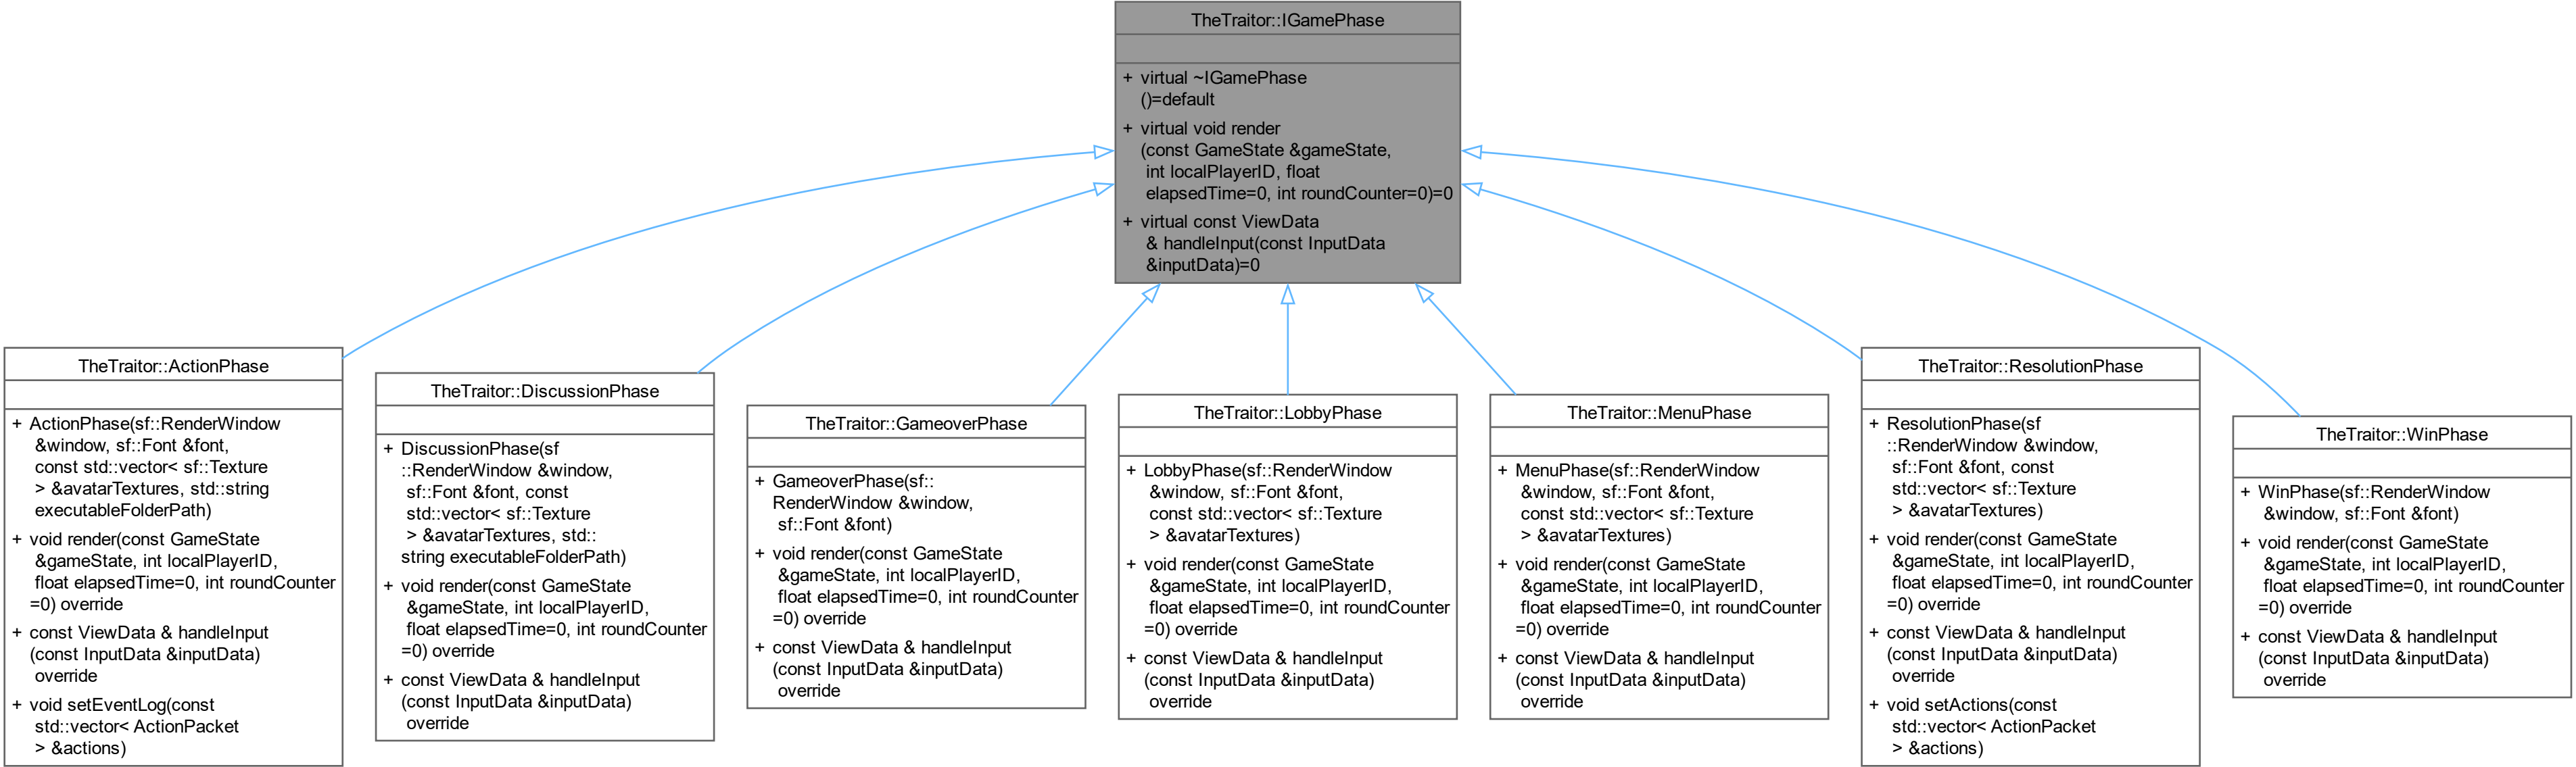 TheTraitor::IGamePhase
+ virtual ~IGamePhase
()=default
+ virtual void render
(const GameState &gameState,
int localPlayerID, float
elapsedTime=0, int roundCounter=0)=0
+ virtual const ViewData
& handleInput(const InputData
&inputData)=0
TheTraitor::ActionPhase
+ ActionPhase(sf::RenderWindow
&window, sf::Font &font,
const std::vector< sf::Texture
> &avatarTextures, std::string
executableFolderPath)
+ void render(const GameState
&gameState, int localPlayerID,
float elapsedTime=0, int roundCounter
=0) override
+ const ViewData & handleInput
(const InputData &inputData)
override
+ void setEventLog(const
std::vector< ActionPacket
> &actions)
TheTraitor::DiscussionPhase
+ DiscussionPhase(sf
::RenderWindow &window,
sf::Font &font, const
std::vector< sf::Texture
> &avatarTextures, std::
string executableFolderPath)
+ void render(const GameState
&gameState, int localPlayerID,
float elapsedTime=0, int roundCounter
=0) override
+ const ViewData & handleInput
(const InputData &inputData)
override
TheTraitor::GameoverPhase
+ GameoverPhase(sf::
RenderWindow &window,
sf::Font &font)
+ void render(const GameState
&gameState, int localPlayerID,
float elapsedTime=0, int roundCounter
=0) override
+ const ViewData & handleInput
(const InputData &inputData)
override
TheTraitor::LobbyPhase
+ LobbyPhase(sf::RenderWindow
&window, sf::Font &font,
const std::vector< sf::Texture
> &avatarTextures)
+ void render(const GameState
&gameState, int localPlayerID,
float elapsedTime=0, int roundCounter
=0) override
+ const ViewData & handleInput
(const InputData &inputData)
override
TheTraitor::MenuPhase
+ MenuPhase(sf::RenderWindow
&window, sf::Font &font,
const std::vector< sf::Texture
> &avatarTextures)
+ void render(const GameState
&gameState, int localPlayerID,
float elapsedTime=0, int roundCounter
=0) override
+ const ViewData & handleInput
(const InputData &inputData)
override
TheTraitor::ResolutionPhase
+ ResolutionPhase(sf
::RenderWindow &window,
sf::Font &font, const
std::vector< sf::Texture
> &avatarTextures)
+ void render(const GameState
&gameState, int localPlayerID,
float elapsedTime=0, int roundCounter
=0) override
+ const ViewData & handleInput
(const InputData &inputData)
override
+ void setActions(const
std::vector< ActionPacket
> &actions)
TheTraitor::WinPhase
+ WinPhase(sf::RenderWindow
&window, sf::Font &font)
+ void render(const GameState
&gameState, int localPlayerID,
float elapsedTime=0, int roundCounter
=0) override
+ const ViewData & handleInput
(const InputData &inputData)
override